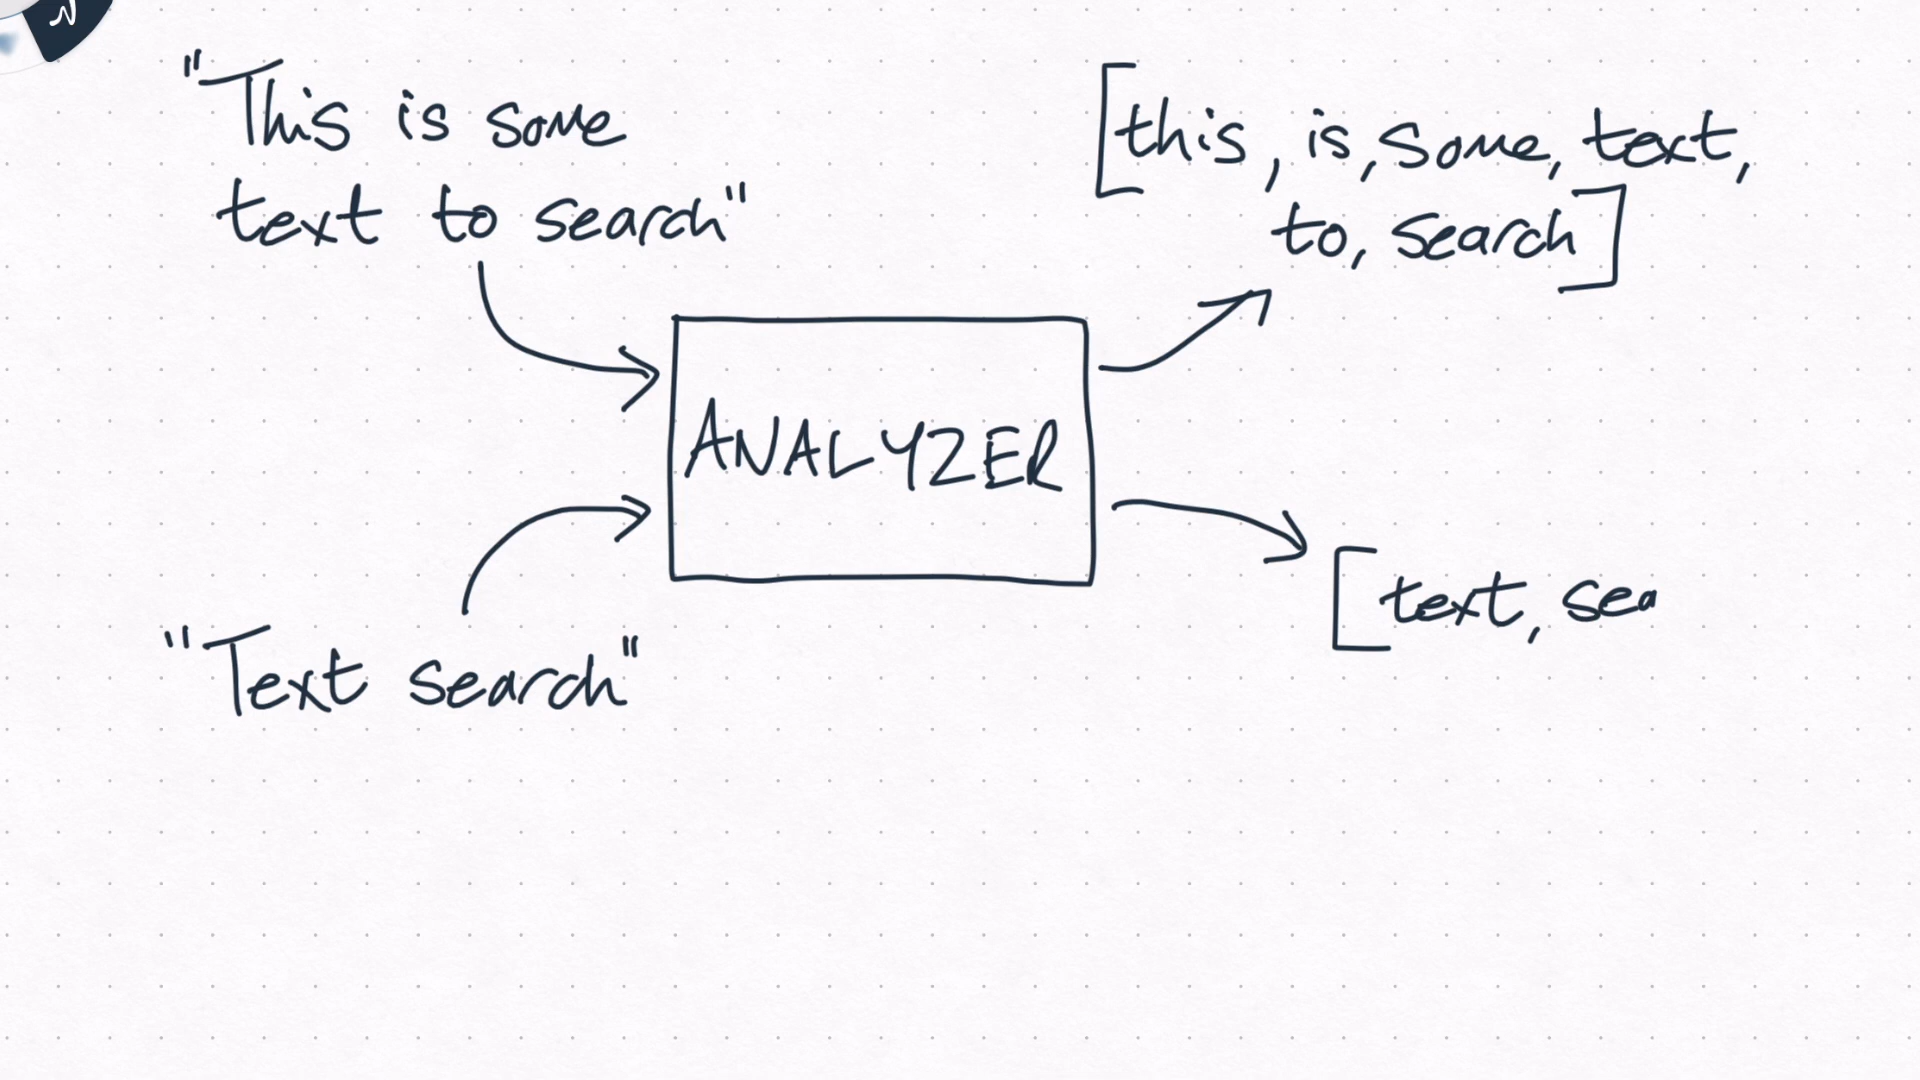 "This is some
text to search"
[this, is, some, text,
to, search]
ANALYZER
[text, sea
"Text search"